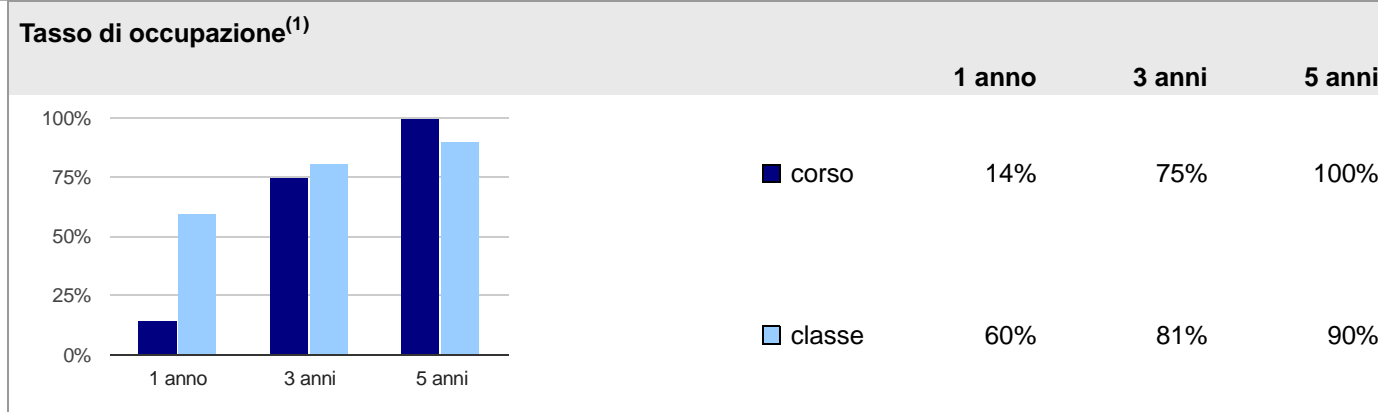 Tasso di occupazione(1)
1 anno 3 anni 5 anni
100%
75%
50%
25%
0%
1 anno 3 anni 5 anni
corso 14% 75% 100%
classe 60% 81% 90%